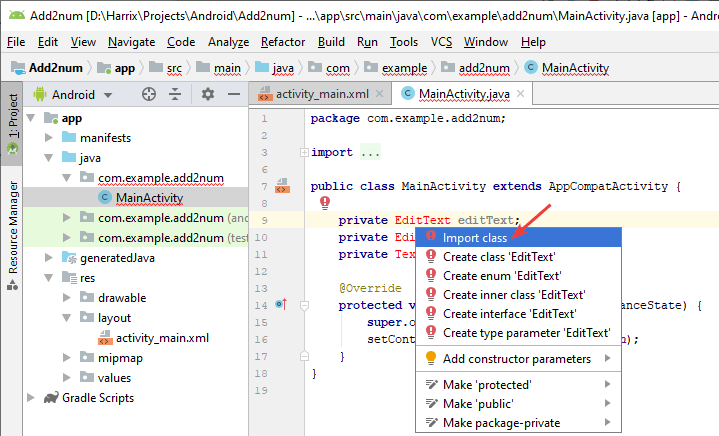 Add2num [D:\Harrix\Projects\Android\Add2num] - ...\app\src\main\java\com\example\add2num\MainActivity.java [app] - An
File Edit View Navigate Code Analyze Refactor Build Run Tools VCS Window Help
Add2num app src main java com example add2num MainActivity
1: Project
Resource Manager
Android
app
manifests
java
com.example.add2num
MainActivity
com.example.add2num (and
com.example.add2num (test
generatedJava
res
drawable
layout
activity_main.xml
mipmap
values
Gradle Scripts
activity_main.xml MainActivity.java
1 package com.example.add2num;
2
3 import ...
6
7 public class MainActivity extends AppCompatActivity {
8
9 private EditText editText;
10 private Edi
11 private Tex
12
13 @Override
14 protected v anceState) {
15 super.o
16 setCont );
17 }
18 }
19
Import class
Create class 'EditText'
Create enum 'EditText'
Create inner class 'EditText'
Create interface 'EditText'
Create type parameter 'EditText'
Add constructor parameters
Make 'protected'
Make 'public'
Make package-private